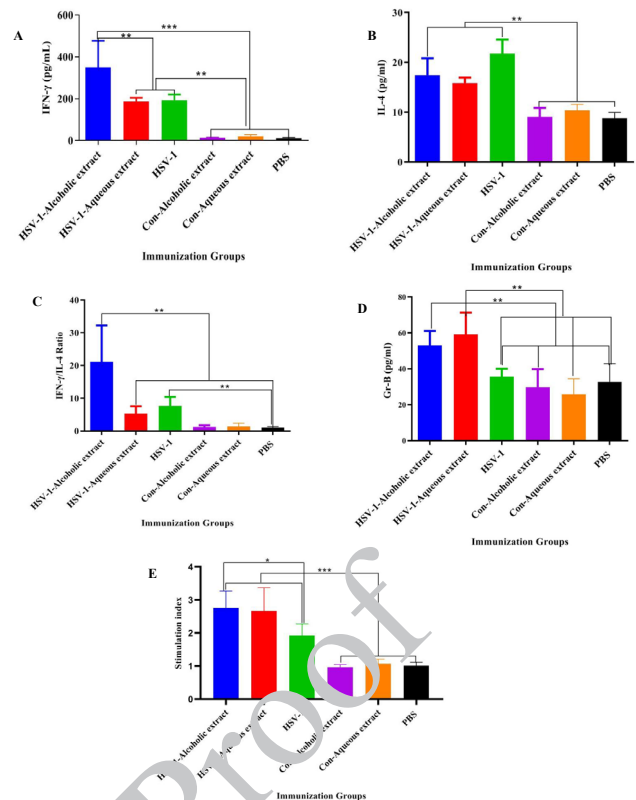 A
IFN-γ (pg/mL)
600
400
200
0
***
**
**
HSV-1-Alcoholic extract
HSV-1-Aqueous extract
HSV-1
Con-Alcoholic extract
Con-Aqueous extract
PBS
Immunization Groups
B
IL-4 (pg/ml)
30
20
10
0
**
HSV-1-Alcoholic extract
HSV-1-Aqueous extract
HSV-1
Con-Alcoholic extract
Con-Aqueous extract
PBS
Immunization Groups
C
IFN-γ/IL-4 Ratio
40
30
20
10
0
**
**
HSV-1-Alcoholic extract
HSV-1-Aqueous extract
HSV-1
Con-Alcoholic extract
Con-Aqueous extract
PBS
Immunization Groups
D
Gr-B (pg/ml)
80
60
40
20
0
**
**
HSV-1-Alcoholic extract
HSV-1-Aqueous extract
HSV-1
Con-Alcoholic extract
Con-Aqueous extract
PBS
Immunization Groups
E
Stimulation index
4
3
2
1
0
*
***
Alcoholic extract
extract
Con-Aqueous extract
PBS
Immunization Groups
Proof